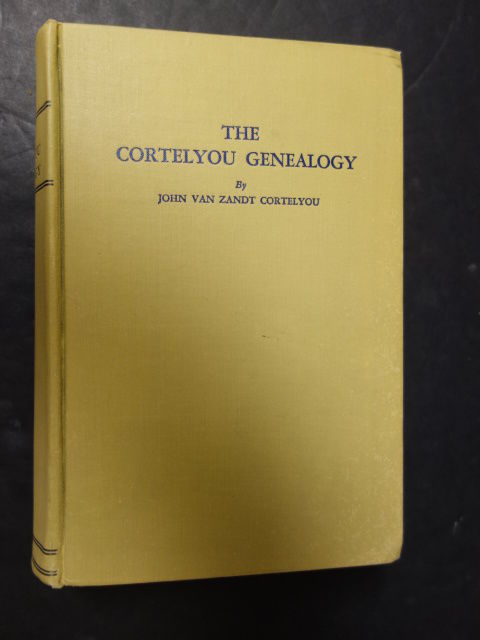 THE
CORTELYOU GENEALOGY
By
JOHN VAN ZANDT CORTELYOU